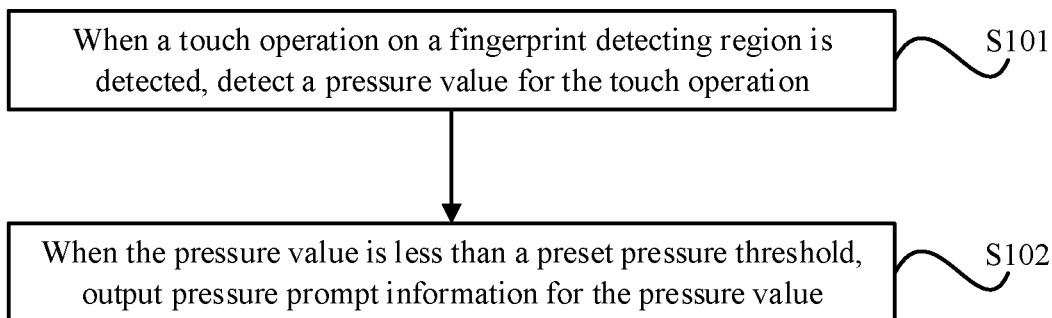 When a touch operation on a fingerprint detecting region is
detected, detect a pressure value for the touch operation
S101
When the pressure value is less than a preset pressure threshold,
output pressure prompt information for the pressure value
S102